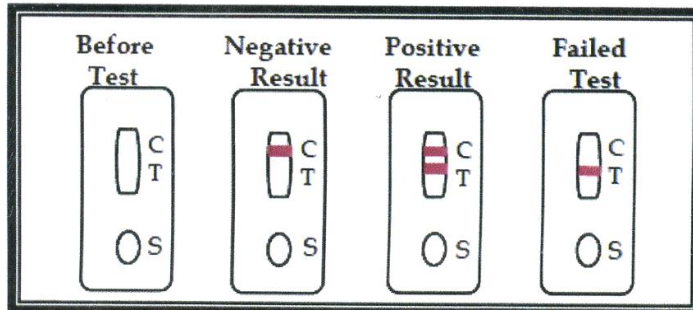 Before Test
Negative Result
Positive Result
Failed Test
C
T
S
C
T
S
C
T
S
C
T
S